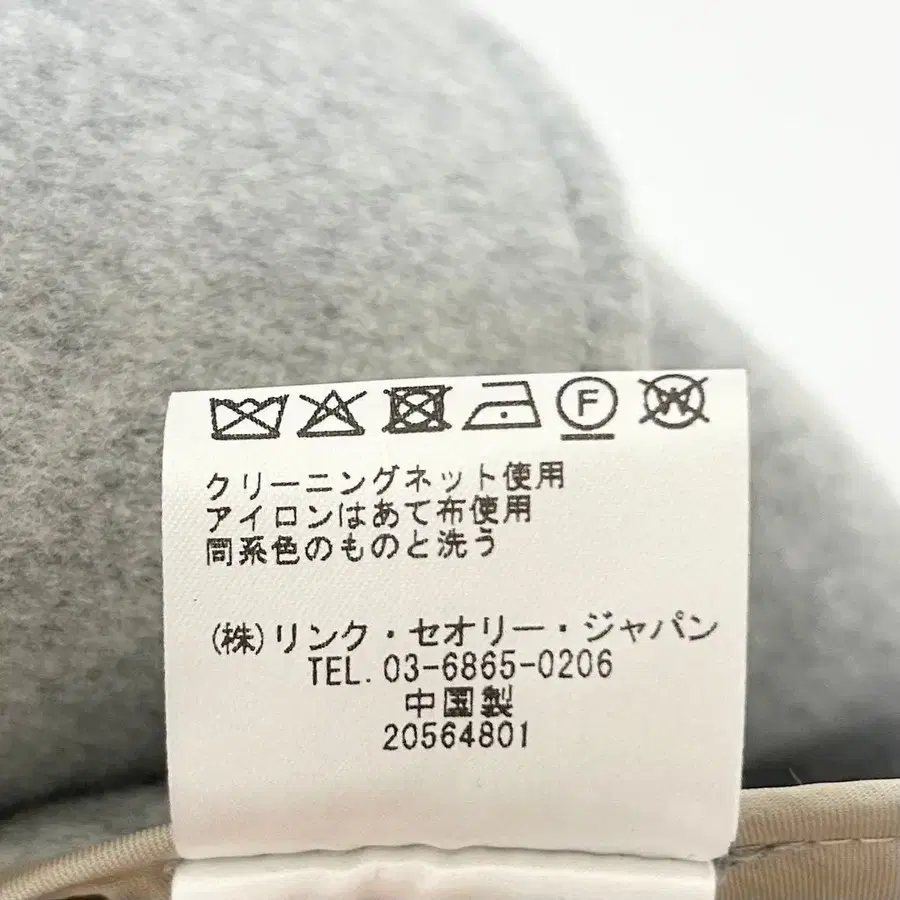 F
W
クリーニングネット使用
アイロンはあて布使用
同系色のものと洗う
(株)リンク・セオリー・ジャパン
TEL. 03-6865-0206
中国製
20564801